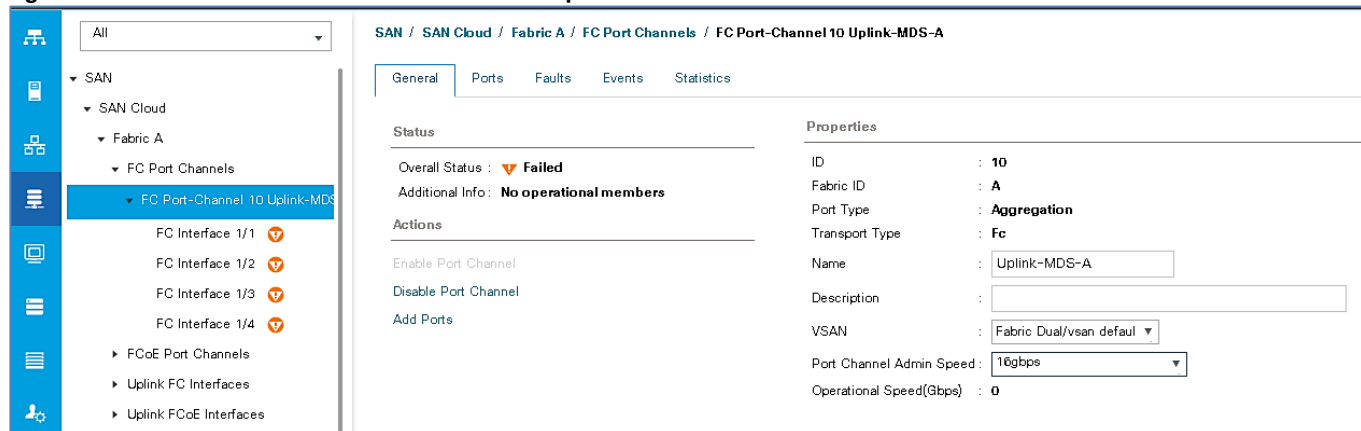 All
SAN
SAN Cloud
Fabric A
FC Port Channels
FC Port-Channel 10 Uplink-MDS
FC Interface 1/1
FC Interface 1/2
FC Interface 1/3
FC Interface 1/4
FCoE Port Channels
Uplink FC Interfaces
Uplink FCoE Interfaces
SAN / SAN Cloud / Fabric A / FC Port Channels / FC Port-Channel 10 Uplink-MDS-A
General Ports Faults Events Statistics
Status
Overall Status : Failed
Additional Info : No operational members
Actions
Enable Port Channel
Disable Port Channel
Add Ports
Properties
ID : 10
Fabric ID : A
Port Type : Aggregation
Transport Type : Fc
Name : Uplink-MDS-A
Description :
VSAN : Fabric Dual/vsan defaul
Port Channel Admin Speed : 16gbps
Operational Speed(Gbps) : 0